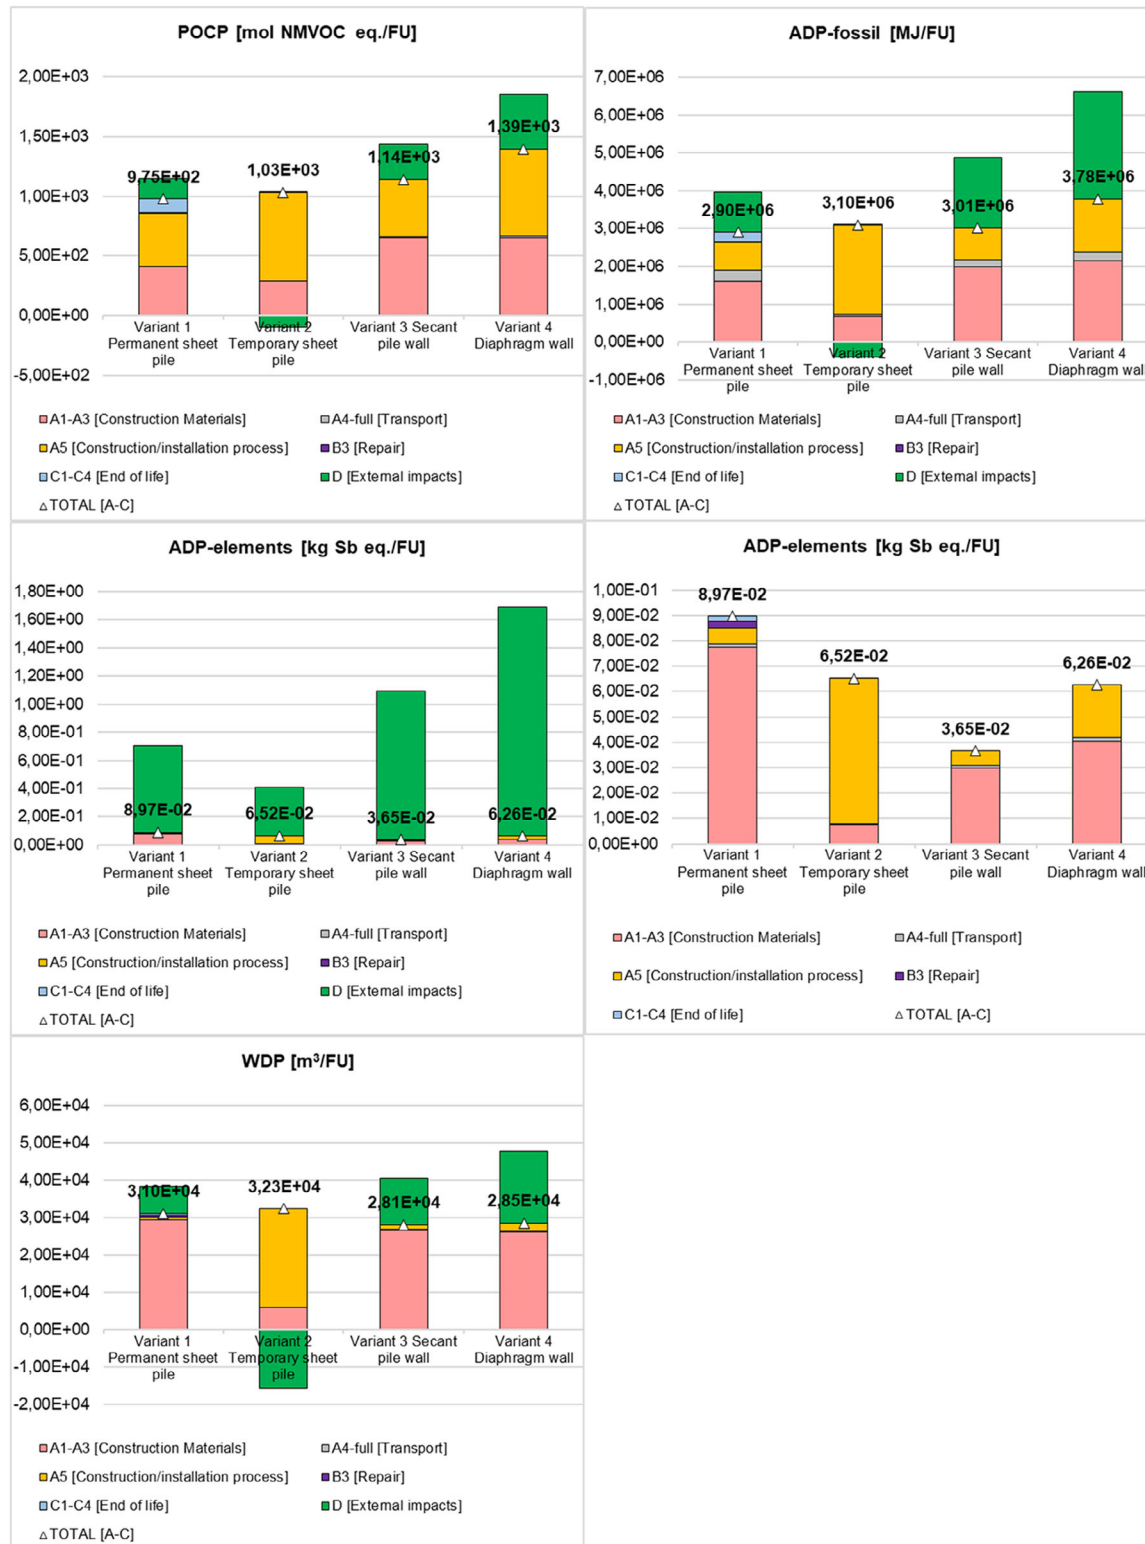 POCP [mol NMVOC eq./FU]
2,00E+03
1,50E+03
1,00E+03
5,00E+02
0,00E+00
-5,00E+02
9,75E+02
1,03E+03
1,14E+03
1,39E+03
Variant 1
Permanent sheet
pile
Variant 2
Temporary sheet
pile
Variant 3 Secant
pile wall
Variant 4
Diaphragm wall
A1-A3 [Construction Materials]
A4-full [Transport]
A5 [Construction/installation process]
B3 [Repair]
C1-C4 [End of life]
D [External impacts]
TOTAL [A-C]
ADP-fossil [MJ/FU]
7,00E+06
6,00E+06
5,00E+06
4,00E+06
3,00E+06
2,00E+06
1,00E+06
0,00E+00
-1,00E+06
2,90E+06
3,10E+06
3,01E+06
3,78E+06
Variant 1
Permanent sheet
pile
Variant 2
Temporary sheet
pile
Variant 3 Secant
pile wall
Variant 4
Diaphragm wall
A1-A3 [Construction Materials]
A4-full [Transport]
A5 [Construction/installation process]
B3 [Repair]
C1-C4 [End of life]
D [External impacts]
TOTAL [A-C]
ADP-elements [kg Sb eq./FU]
1,80E+00
1,60E+00
1,40E+00
1,20E+00
1,00E+00
8,00E-01
6,00E-01
4,00E-01
2,00E-01
0,00E+00
8,97E-02
6,52E-02
3,65E-02
6,26E-02
Variant 1
Permanent sheet
pile
Variant 2
Temporary sheet
pile
Variant 3 Secant
pile wall
Variant 4
Diaphragm wall
A1-A3 [Construction Materials]
A4-full [Transport]
A5 [Construction/installation process]
B3 [Repair]
C1-C4 [End of life]
D [External impacts]
TOTAL [A-C]
ADP-elements [kg Sb eq./FU]
1,00E-01
9,00E-02
8,00E-02
7,00E-02
6,00E-02
5,00E-02
4,00E-02
3,00E-02
2,00E-02
1,00E-02
0,00E+00
8,97E-02
6,52E-02
3,65E-02
6,26E-02
Variant 1
Permanent sheet
pile
Variant 2
Temporary sheet
pile
Variant 3 Secant
pile wall
Variant 4
Diaphragm wall
A1-A3 [Construction Materials]
A4-full [Transport]
A5 [Construction/installation process]
B3 [Repair]
C1-C4 [End of life]
TOTAL [A-C]
WDP [m³/FU]
6,00E+04
5,00E+04
4,00E+04
3,00E+04
2,00E+04
1,00E+04
0,00E+00
-1,00E+04
-2,00E+04
3,10E+04
3,23E+04
2,81E+04
2,85E+04
Variant 1
Permanent sheet
pile
Variant 2
Temporary sheet
pile
Variant 3 Secant
pile wall
Variant 4
Diaphragm wall
A1-A3 [Construction Materials]
A4-full [Transport]
A5 [Construction/installation process]
B3 [Repair]
C1-C4 [End of life]
D [External impacts]
TOTAL [A-C]